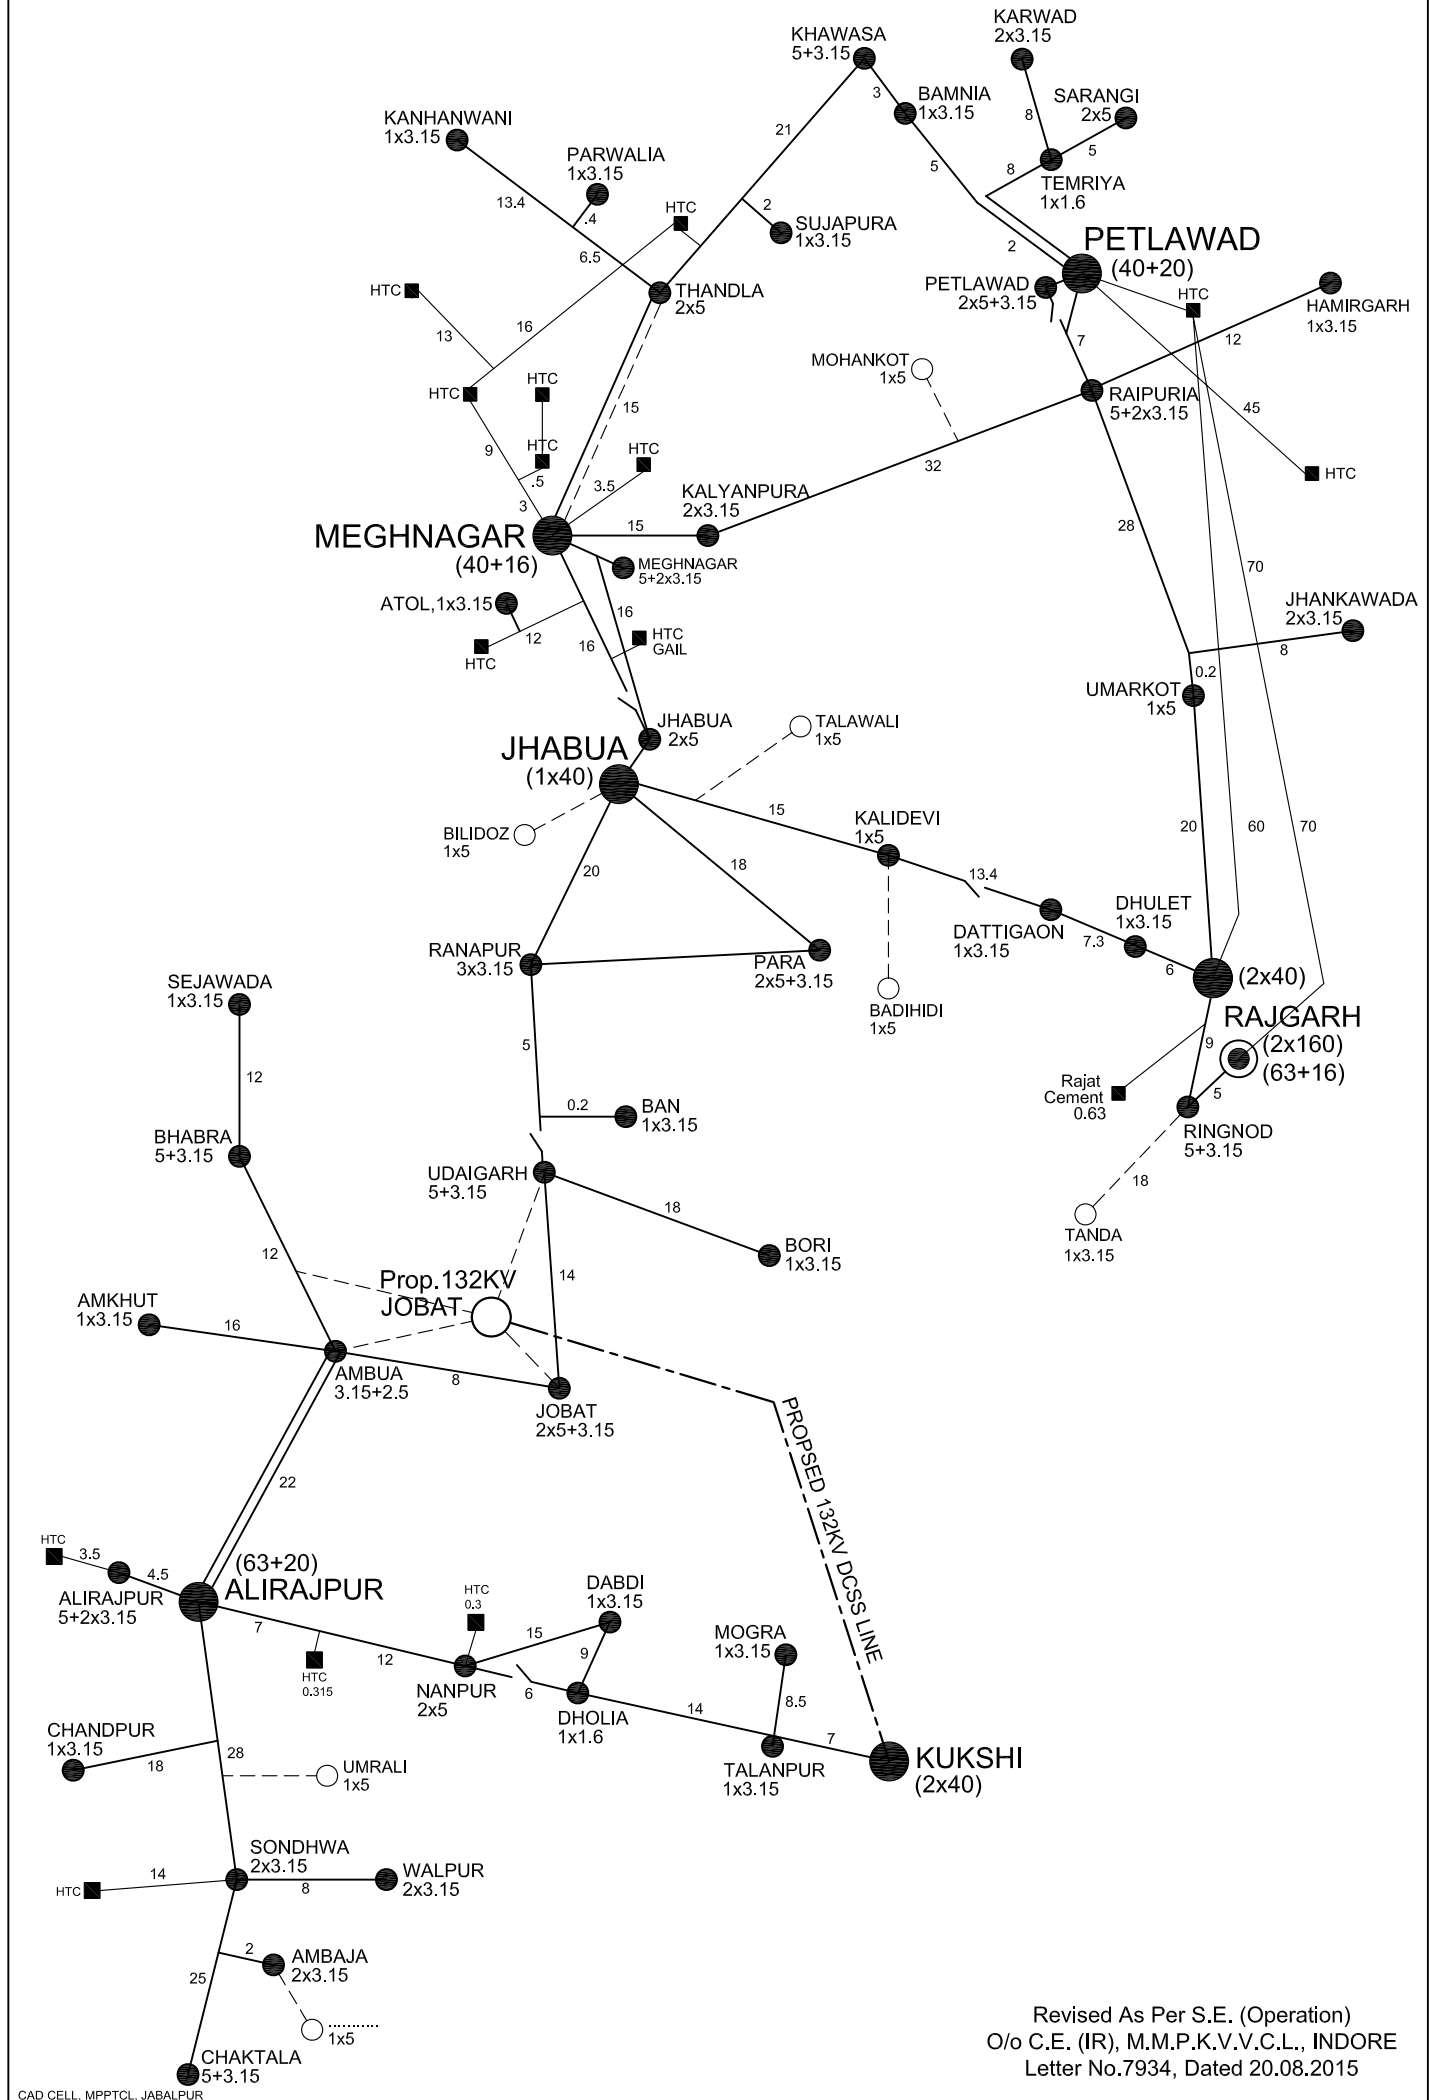 KARWAD
2x3.15
KHAWASA
5+3.15
3
BAMNIA
1x3.15
SARANGI
2x5
8
5
8
TEMRIYA
1x1.6
KANHANWANI
1x3.15
21
PARWALIA
1x3.15
5
13.4
.4
HTC
2
SUJAPURA
1x3.15
6.5
2
PETLAWAD
(40+20)
HTC
THANDLA
2x5
PETLAWAD
2x5+3.15
HTC
HAMIRGARH
1x3.15
13
16
7
12
MOHANKOT
1x5
HTC
HTC
15
RAIPURIA
5+2x3.15
45
9
HTC
HTC
32
HTC
.5
3.5
KALYANPURA
2x3.15
3
15
28
MEGHNAGAR
(40+16)
MEGHNAGAR
5+2x3.15
70
ATOL,1x3.15
16
JHANKAWADA
2x3.15
12
16
HTC
GAIL
HTC
8
0.2
UMARKOT
1x5
JHABUA
2x5
TALAWALI
1x5
JHABUA
(1x40)
15
KALIDEVI
1x5
BILIDOZ
1x5
20
60
70
20
18
13.4
DHULET
1x3.15
DATTIGAON
1x3.15
7.3
RANAPUR
3x3.15
PARA
2x5+3.15
6
(2x40)
SEJAWADA
1x3.15
BADIHIDI
1x5
RAJGARH
(2x160)
(63+16)
5
9
12
Rajat
Cement
0.63
0.2
BAN
1x3.15
5
RINGNOD
5+3.15
BHABRA
5+3.15
UDAIGARH
5+3.15
18
18
TANDA
1x3.15
12
BORI
1x3.15
14
Prop.132KV
JOBAT
AMKHUT
1x3.15
16
AMBUA
3.15+2.5
8
JOBAT
2x5+3.15
PROPSED 132KV DCSS LINE
22
HTC
3.5
4.5
(63+20)
ALIRAJPUR
ALIRAJPUR
5+2x3.15
7
HTC
0.3
DABDI
1x3.15
15
MOGRA
1x3.15
12
9
HTC
0.315
NANPUR
2x5
6
8.5
14
DHOLIA
1x1.6
7
TALANPUR
1x3.15
KUKSHI
(2x40)
CHANDPUR
1x3.15
18
28
UMRALI
1x5
SONDHWA
2x3.15
14
HTC
8
WALPUR
2x3.15
2
AMBAJA
2x3.15
25
..........
1x5
CHAKTALA
5+3.15
Revised As Per S.E. (Operation)
O/o C.E. (IR), M.M.P.K.V.V.C.L., INDORE
Letter No.7934, Dated 20.08.2015
CAD CELL, MPPTCL, JABALPUR